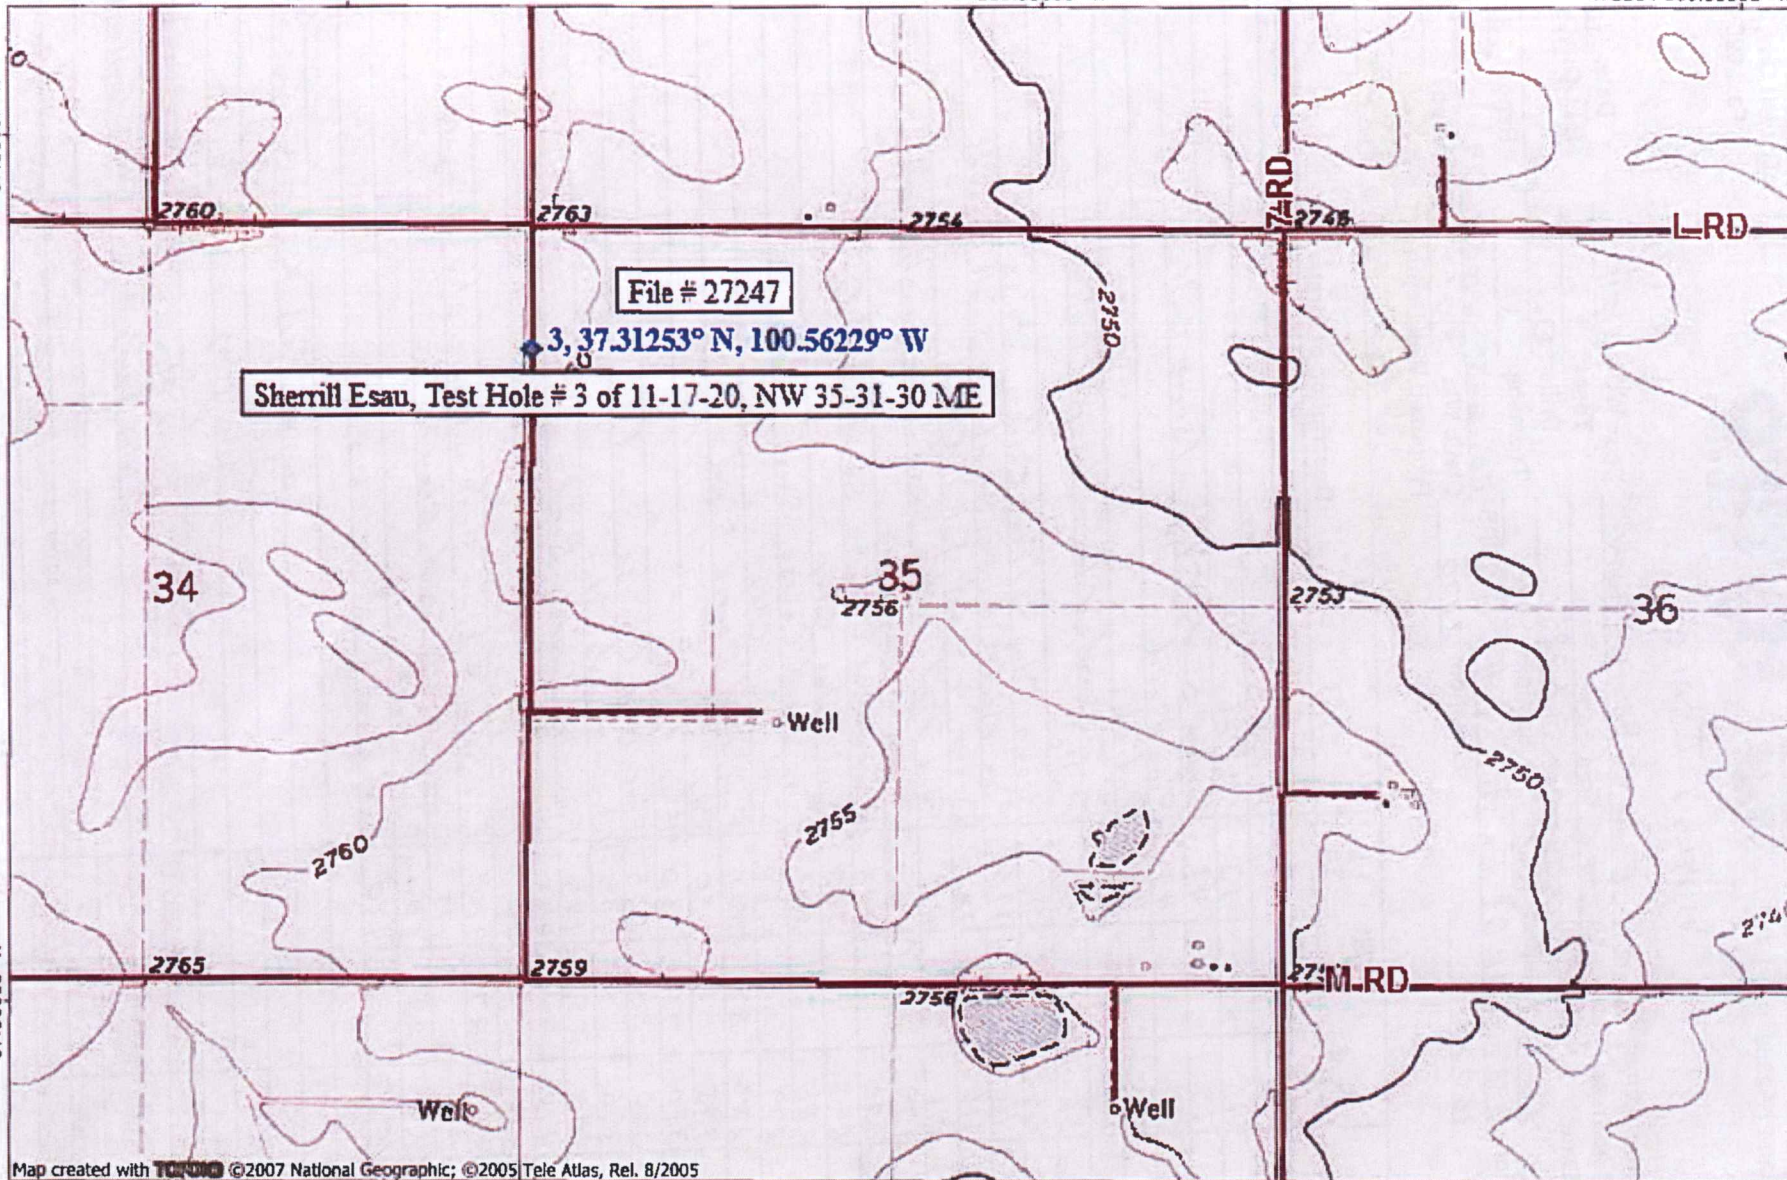 7 RD
2760
2763
2754
L RD
File # 27247
2750
3, 37.31253° N, 100.56229° W
Sherrill Esau, Test Hole # 3 of 11-17-20, NW 35-31-30 ME
34
35
2756
2753
36
Well
2750
2755
2760
2765
2759
M RD
2756
Well
Well
Map created with TOPO! ©2007 National Geographic; ©2005 Tele Atlas, Rel. 8/2005